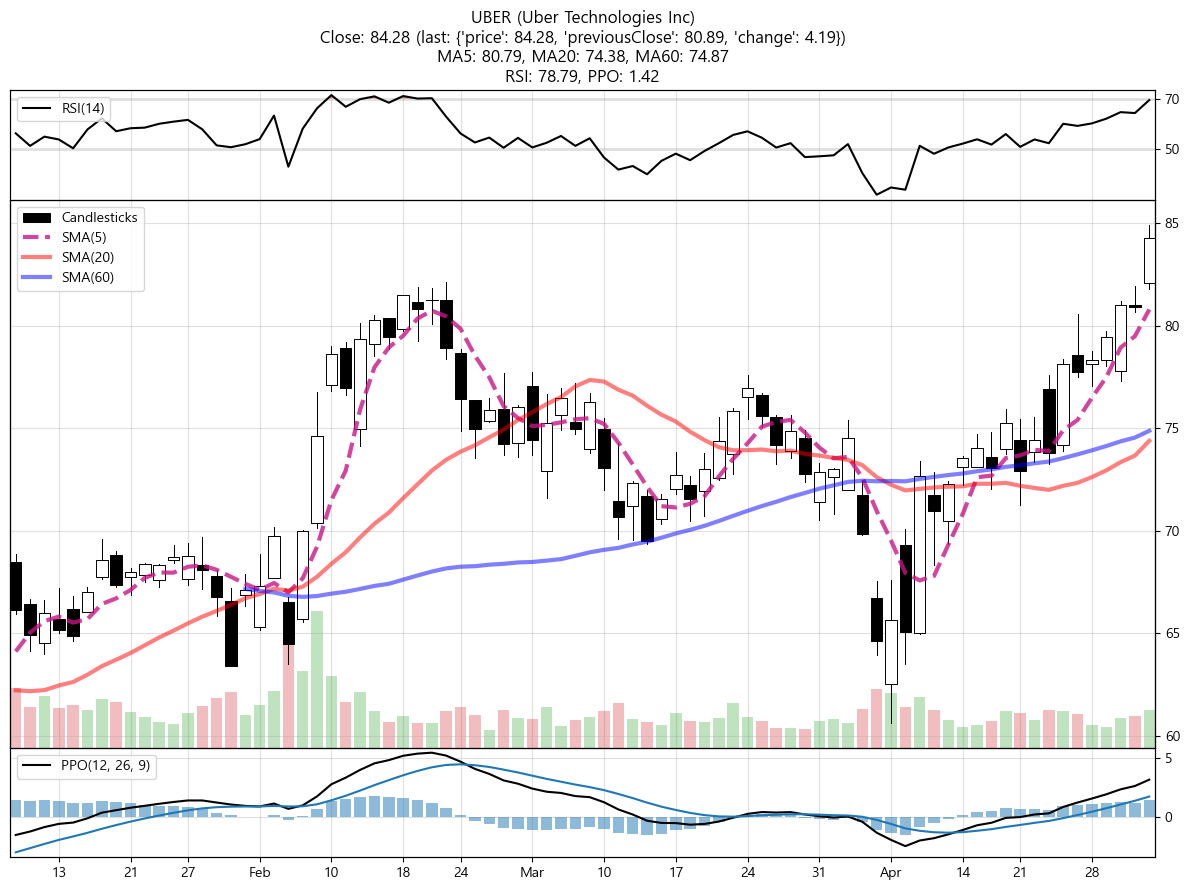 UBER (Uber Technologies Inc)
Close: 84.28 (last: {'price': 84.28, 'previousClose': 80.89, 'change': 4.19})
MA5: 80.79, MA20: 74.38, MA60: 74.87
RSI: 78.79, PPO: 1.42
RSI(14)
70
50
Candlesticks
SMA(5)
SMA(20)
SMA(60)
85
80
75
70
65
60
PPO(12, 26, 9)
5
0
13 21 27 Feb 10 18 24 Mar 10 17 24 31 Apr 14 21 28